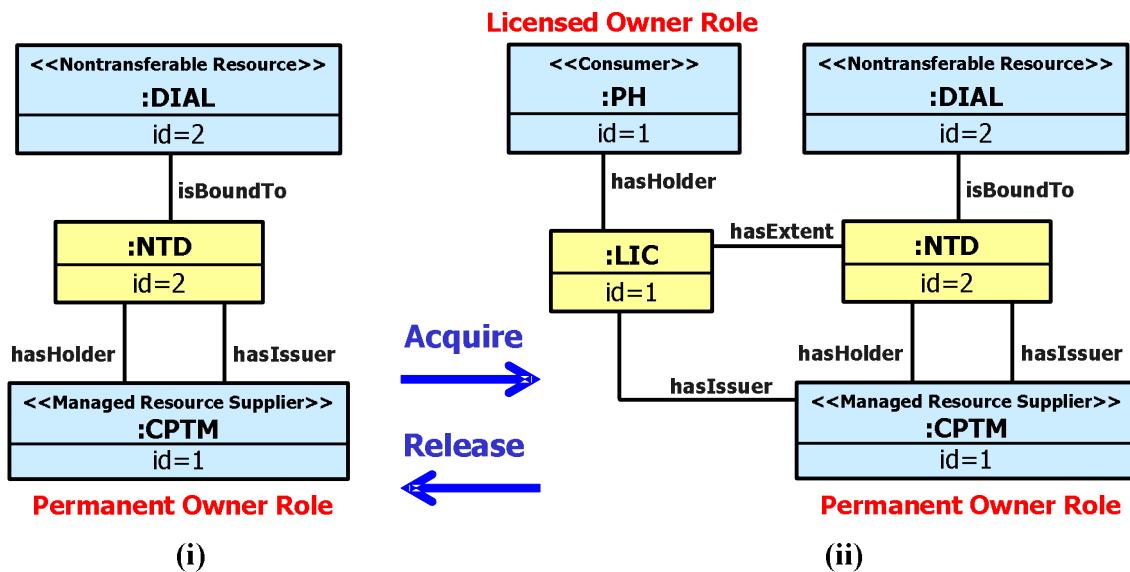 <<Nontransferable Resource>>
:DIAL
id=2
isBoundTo
:NTD
id=2
hasHolder
hasIssuer
<<Managed Resource Supplier>>
:CPTM
id=1
Permanent Owner Role
(i)
Acquire
Release
Licensed Owner Role
<<Consumer>>
:PH
id=1
hasHolder
:LIC
id=1
hasExtent
hasIssuer
<<Nontransferable Resource>>
:DIAL
id=2
isBoundTo
:NTD
id=2
hasHolder
hasIssuer
<<Managed Resource Supplier>>
:CPTM
id=1
Permanent Owner Role
(ii)